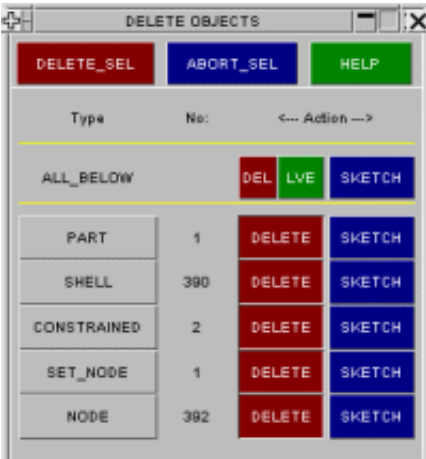 DELETE OBJECTS
DELETE_SEL ABORT_SEL HELP
Type No: <--- Action --->
ALL_BELOW DEL LVE SKETCH
PART 1 DELETE SKETCH
SHELL 390 DELETE SKETCH
CONSTRAINED 2 DELETE SKETCH
SET_NODE 1 DELETE SKETCH
NODE 392 DELETE SKETCH